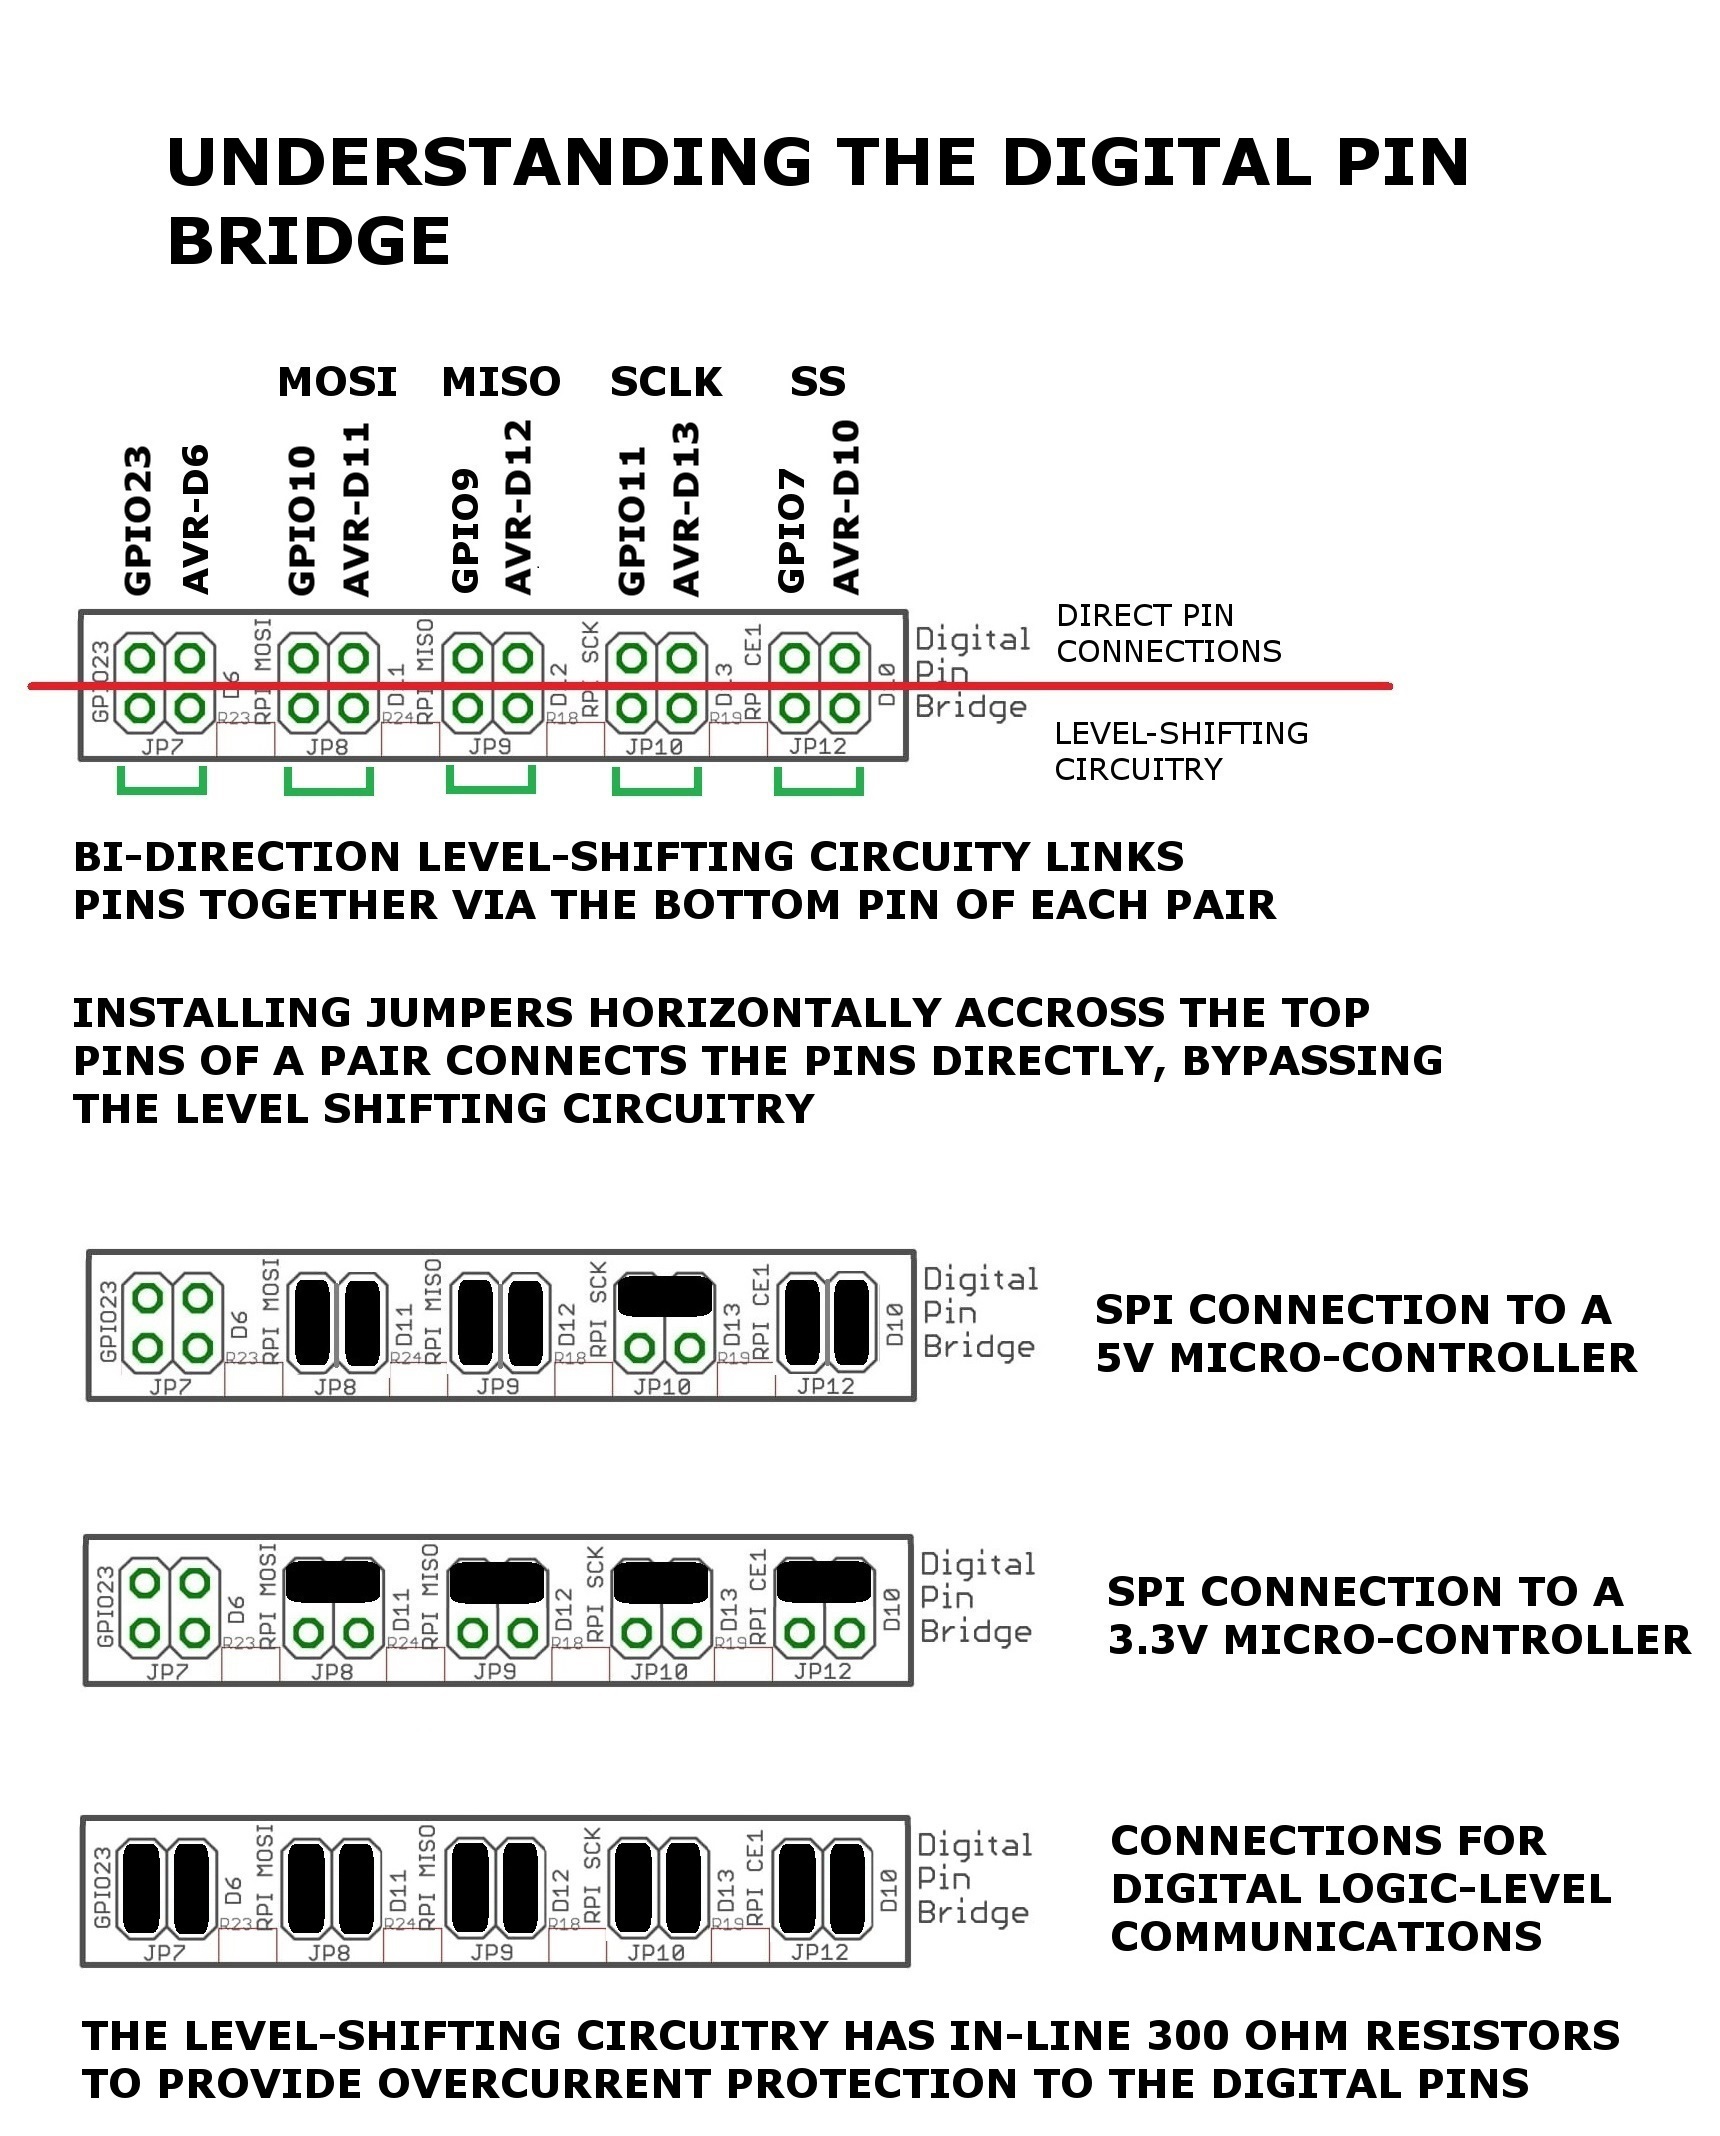 UNDERSTANDING THE DIGITAL PIN
BRIDGE
MOSI MISO SCLK SS
GPIO23 AVR-D6 GPIO10 AVR-D11 GPIO9 AVR-D12 GPIO11 AVR-D13 GPIO7 AVR-D10
GPIO23 D6 RPI MOSI D11 RPI MISO D12 RPI SCK D13 RPI CE1 D10
R23 R24 R18 R19
JP7 JP8 JP9 JP10 JP12
Digital
Pin
Bridge
DIRECT PIN
CONNECTIONS
LEVEL-SHIFTING
CIRCUITRY
BI-DIRECTION LEVEL-SHIFTING CIRCUITY LINKS
PINS TOGETHER VIA THE BOTTOM PIN OF EACH PAIR
INSTALLING JUMPERS HORIZONTALLY ACCROSS THE TOP
PINS OF A PAIR CONNECTS THE PINS DIRECTLY, BYPASSING
THE LEVEL SHIFTING CIRCUITRY
GPIO23 D6 RPI MOSI D11 RPI MISO D12 RPI SCK D13 RPI CE1 D10
R23 R24 R18 R19
JP7 JP8 JP9 JP10 JP12
Digital
Pin
Bridge
SPI CONNECTION TO A
5V MICRO-CONTROLLER
GPIO23 D6 RPI MOSI D11 RPI MISO D12 RPI SCK D13 RPI CE1 D10
R23 R24 R18 R19
JP7 JP8 JP9 JP10 JP12
Digital
Pin
Bridge
SPI CONNECTION TO A
3.3V MICRO-CONTROLLER
GPIO23 D6 RPI MOSI D11 RPI MISO D12 RPI SCK D13 RPI CE1 D10
R23 R24 R18 R19
JP7 JP8 JP9 JP10 JP12
Digital
Pin
Bridge
CONNECTIONS FOR
DIGITAL LOGIC-LEVEL
COMMUNICATIONS
THE LEVEL-SHIFTING CIRCUITRY HAS IN-LINE 300 OHM RESISTORS
TO PROVIDE OVERCURRENT PROTECTION TO THE DIGITAL PINS